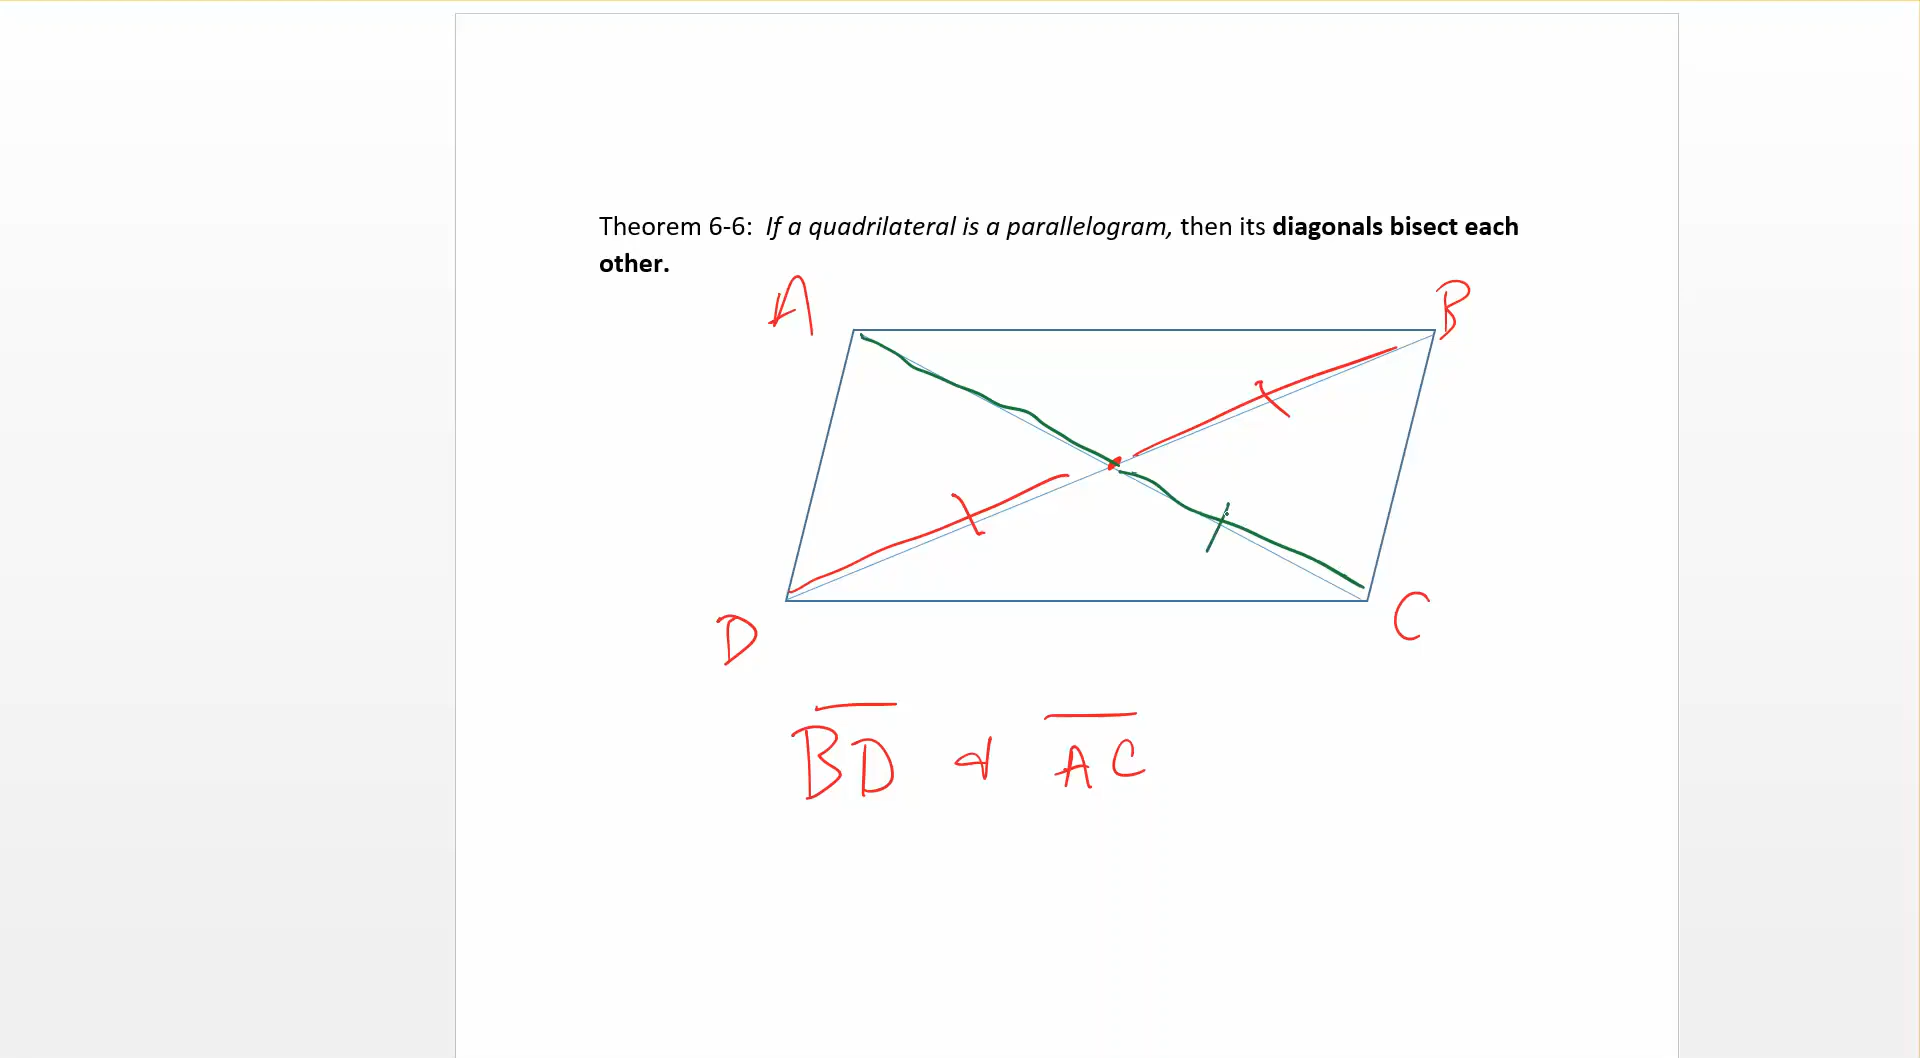 Theorem 6-6: If a quadrilateral is a parallelogram, then its diagonals bisect each
other.
A B
D C
BD & AC